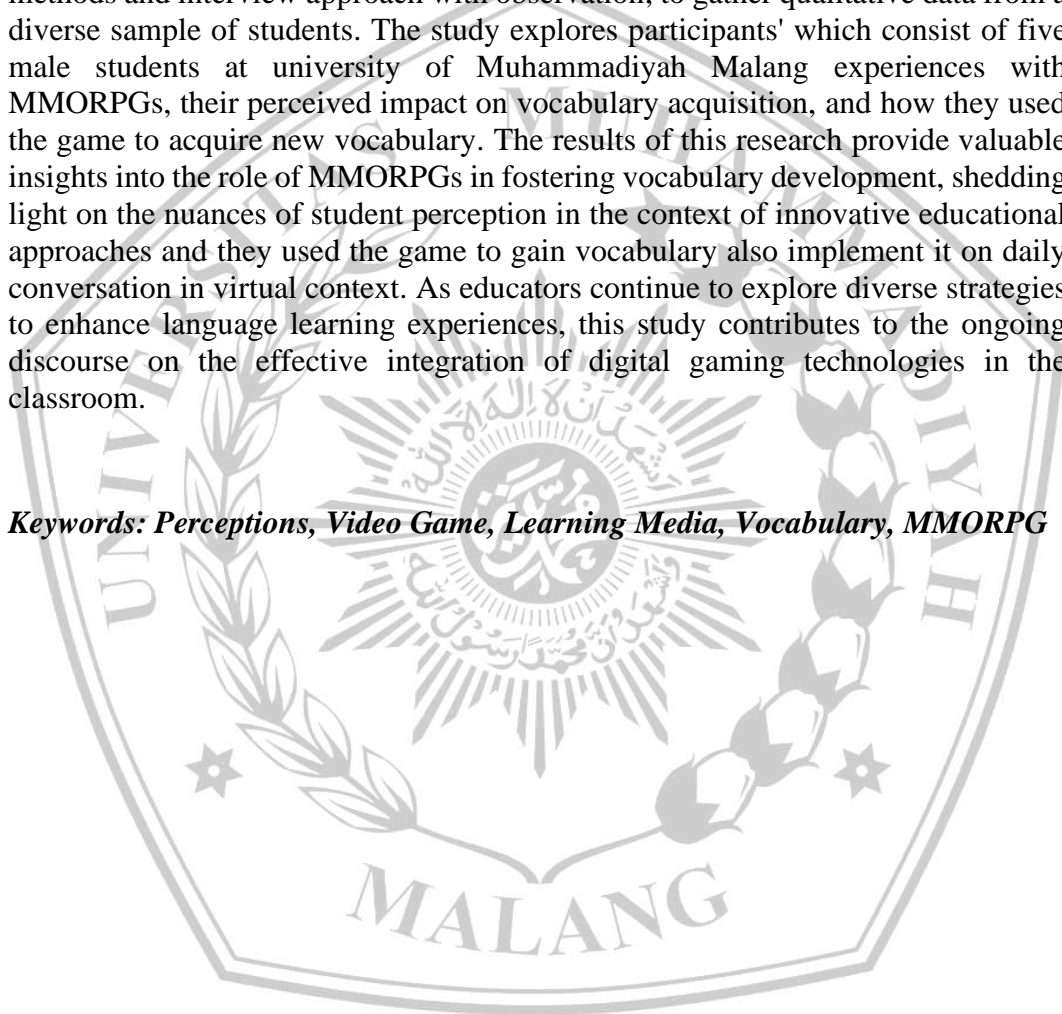 methods and interview approach with observation, to gather qualitative data from a
diverse sample of students. The study explores participants' which consist of five
male students at university of Muhammadiyah Malang experiences with
MMORPGs, their perceived impact on vocabulary acquisition, and how they used
the game to acquire new vocabulary. The results of this research provide valuable
insights into the role of MMORPGs in fostering vocabulary development, shedding
light on the nuances of student perception in the context of innovative educational
approaches and they used the game to gain vocabulary also implement it on daily
conversation in virtual context. As educators continue to explore diverse strategies
to enhance language learning experiences, this study contributes to the ongoing
discourse on the effective integration of digital gaming technologies in the
classroom.
Keywords: Perceptions, Video Game, Learning Media, Vocabulary, MMORPG
UNIVERSITAS MUHAMMADIYAH
MALANG